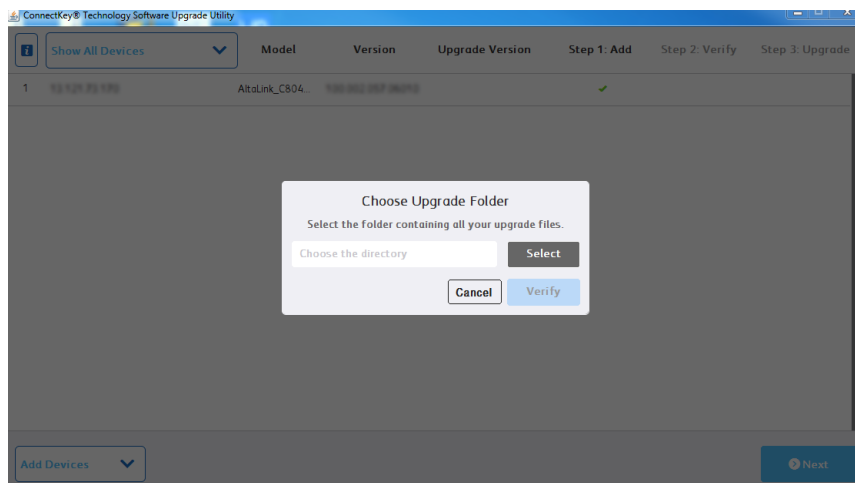 ConnectKey® Technology Software Upgrade Utility
Show All Devices Model Version Upgrade Version Step 1: Add Step 2: Verify Step 3: Upgrade
1 AltaLink_C804...
Choose Upgrade Folder
Select the folder containing all your upgrade files.
Choose the directory Select
Cancel Verify
Add Devices Next